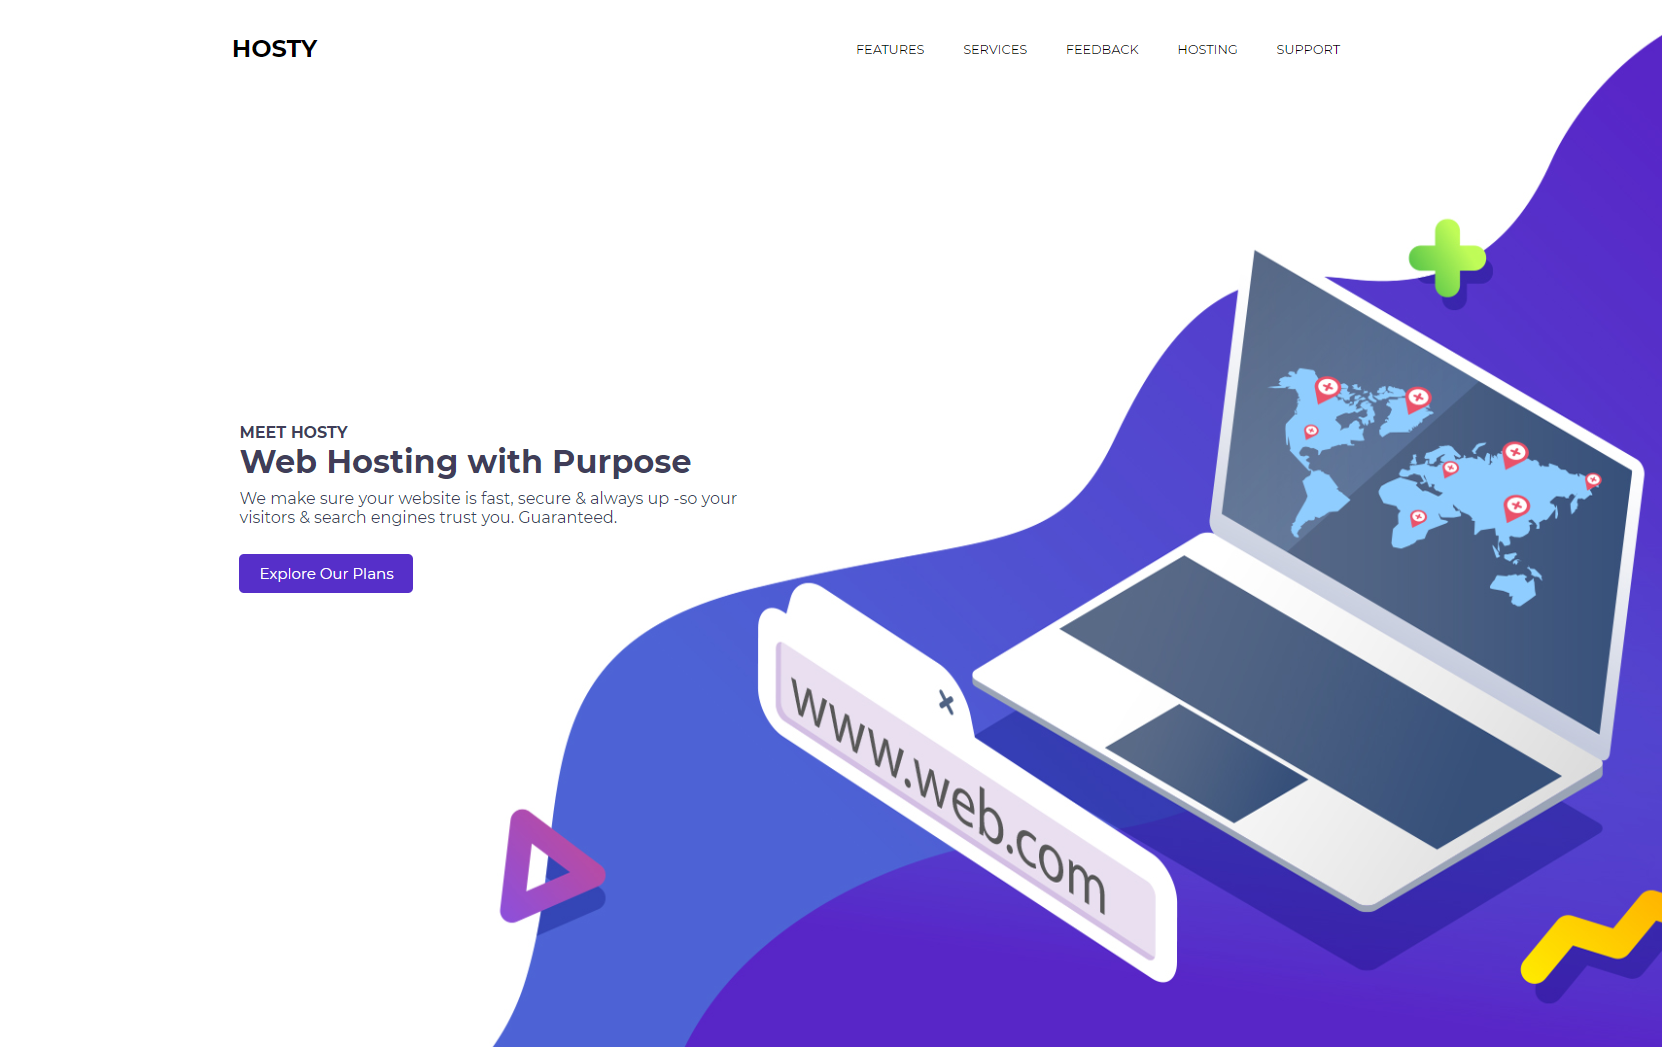 HOSTY
FEATURES SERVICES FEEDBACK HOSTING SUPPORT
MEET HOSTY
Web Hosting with Purpose
We make sure your website is fast, secure & always up -so your
visitors & search engines trust you. Guaranteed.
Explore Our Plans
www.web.com